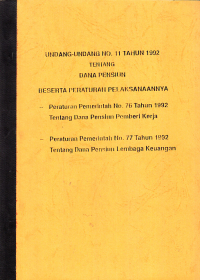 UNDANG-UNDANG NO. 11 TAHUN 1992
TENTANG
DANA PENSIUN
BESERTA PERATURAN PELAKSANAANNYA
- Peraturan Pemerintah No. 76 Tahun 1992
Tentang Dana Pensiun Pemberi Kerja
- Peraturan Pemerintah No. 77 Tahun 1992
Tentang Dana Pensiun Lembaga Keuangan